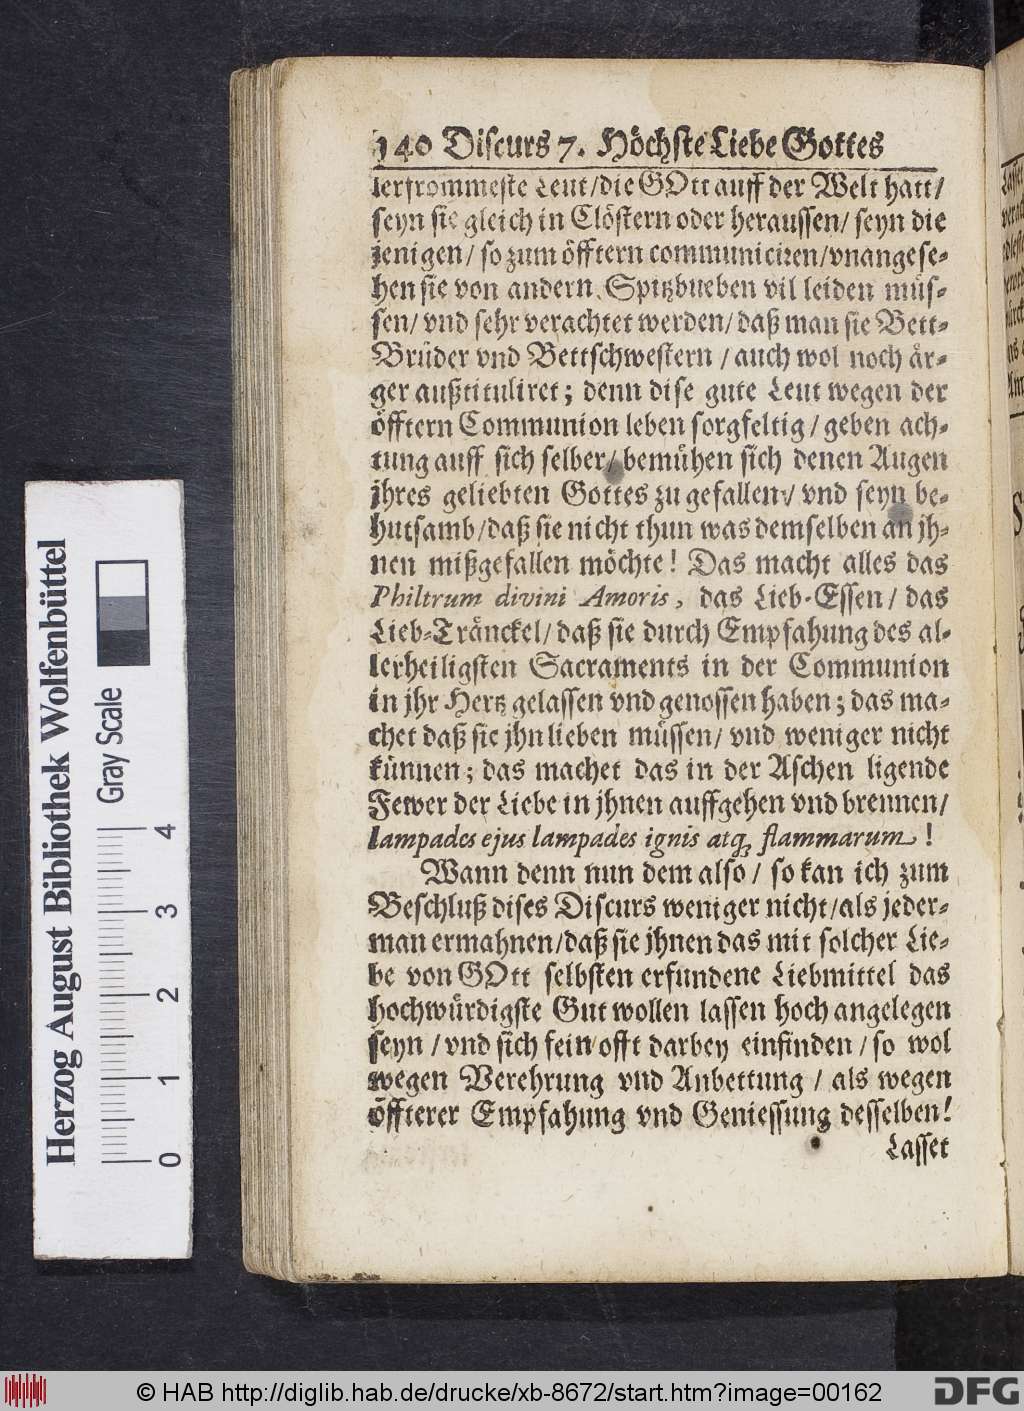 140 Discurs 7. Höchste Liebe Gottes
lerfrommeste Leut/die GOtt auff der Welt hatt/
seyn sie gleich in Clöstern oder heraussen/ seyn die
jenigen/ so zum öfftern communiciren/vnangese-
hen sie von andern Spitzbueben vil leiden müs-
sen/ vnd sehr verachtet werden/daß man sie Bett-
Brüder vnd Bettschwestern / auch wol noch är-
ger außtituliret; denn dise gute Leut wegen der
öfftern Communion leben sorgfeltig / geben ach-
tung auff sich selber/ bemühen sich denen Augen
jhres geliebten Gottes zu gefallen / vnd seyn be-
hutsamb/daß sie nicht thun was demselben an jh-
nen mißgefallen möchte! Das macht alles das
Philtrum divini Amoris, das Lieb-Essen/ das
Lieb-Tränckel/ daß sie durch Empfahung des al-
lerheiligsten Sacraments in der Communion
in jhr Hertz gelassen vnd genossen haben; das ma-
chet daß sie jhn lieben müssen/ vnd weniger nicht
künnen; das machet das in der Aschen ligende
Fewer der Liebe in jhnen auffgehen vnd brennen/
lampades ejus lampades ignis atq; flammarum!
Wann denn nun dem also/ so kan ich zum
Beschluß dises Discurs weniger nicht/als jeder-
man ermahnen/daß sie jhnen das mit solcher Lie-
be von GOtt selbsten erfundene Liebmittel das
hochwürdigste Gut wollen lassen hoch angelegen
seyn / vnd sich fein offt darbey einfinden / so wol
wegen Verehrung vnd Anbettung / als wegen
öffterer Empfahung vnd Geniessung desselben!
Lasset
Herzog August Bibliothek Wolfenbüttel
Gray Scale
0 1 2 3 4
© HAB http://diglib.hab.de/drucke/xb-8672/start.htm?image=00162
DFG